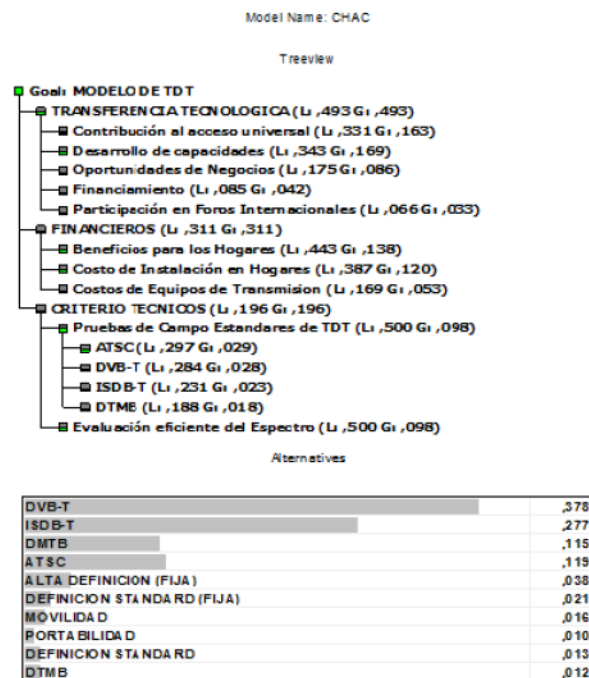 Model Name: CHAC
Treeview
Goal: MODELO DE TDT
TRANSFERENCIA TECNOLOGICA (L: ,493 G: ,493)
Contribución al acceso universal (L: ,331 G: ,163)
Desarrollo de capacidades (L: ,343 G: ,169)
Oportunidades de Negocios (L: ,175 G: ,086)
Financiamiento (L: ,085 G: ,042)
Participación en Foros Internacionales (L: ,066 G: ,033)
FINANCIEROS (L: ,311 G: ,311)
Beneficios para los Hogares (L: ,443 G: ,138)
Costo de Instalación en Hogares (L: ,387 G: ,120)
Costos de Equipos de Transmision (L: ,169 G: ,053)
CRITERIO TECNICOS (L: ,196 G: ,196)
Pruebas de Campo Estandares de TDT (L: ,500 G: ,098)
ATSC (L: ,297 G: ,029)
DVB-T (L: ,284 G: ,028)
ISDB-T (L: ,231 G: ,023)
DTMB (L: ,188 G: ,018)
Evaluación eficiente del Espectro (L: ,500 G: ,098)
Alternatives
DVB-T ,378
ISDB-T ,277
DMTB ,115
ATSC ,119
ALTA DEFINICION (FIJA) ,038
DEFINICION STANDARD (FIJA) ,021
MOVILIDAD ,016
PORTABILIDAD ,010
DEFINICION STANDARD ,013
DTMB ,012